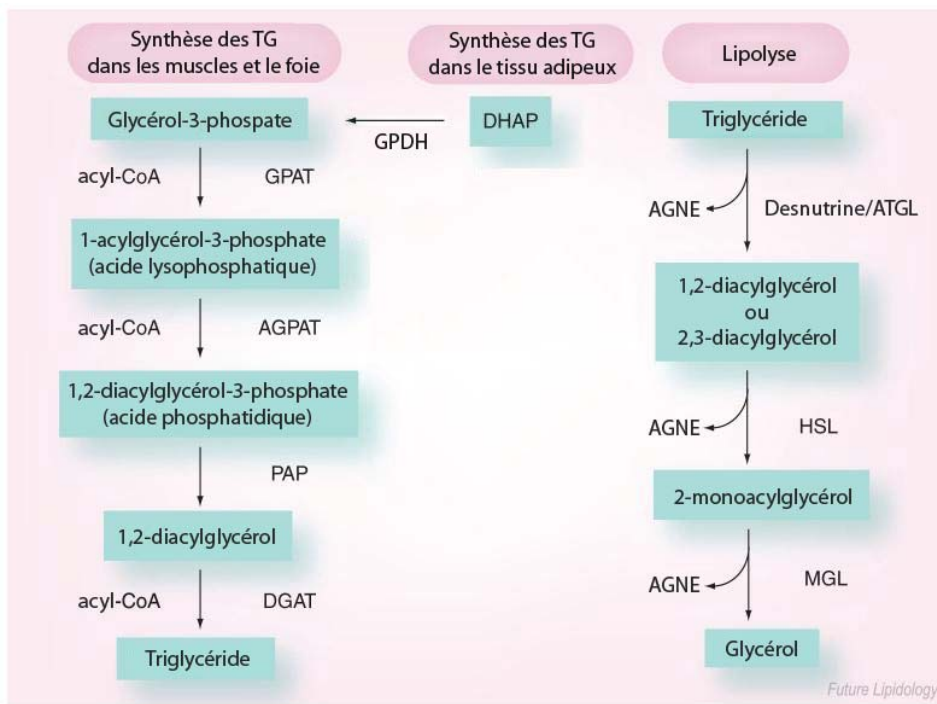 Synthèse des TG
dans les muscles et le foie
Synthèse des TG
dans le tissu adipeux
Lipolyse
Glycérol-3-phospate
GPDH
DHAP
acyl-CoA
GPAT
1-acylglycérol-3-phosphate
(acide lysophosphatique)
acyl-CoA
AGPAT
1,2-diacylglycérol-3-phosphate
(acide phosphatidique)
PAP
1,2-diacylglycérol
acyl-CoA
DGAT
Triglycéride
Triglycéride
AGNE
Desnutrine/ATGL
1,2-diacylglycérol
ou
2,3-diacylglycérol
AGNE
HSL
2-monoacylglycérol
AGNE
MGL
Glycérol
Future Lipidology